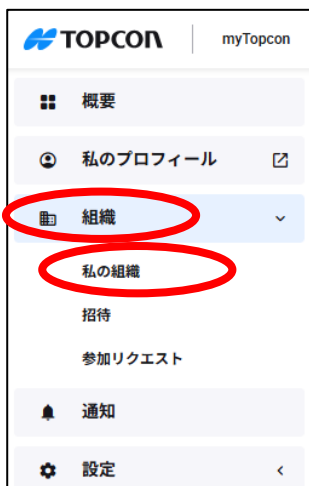 TOPCON myTopcon
概要
私のプロフィール
組織
私の組織
招待
参加リクエスト
通知
設定